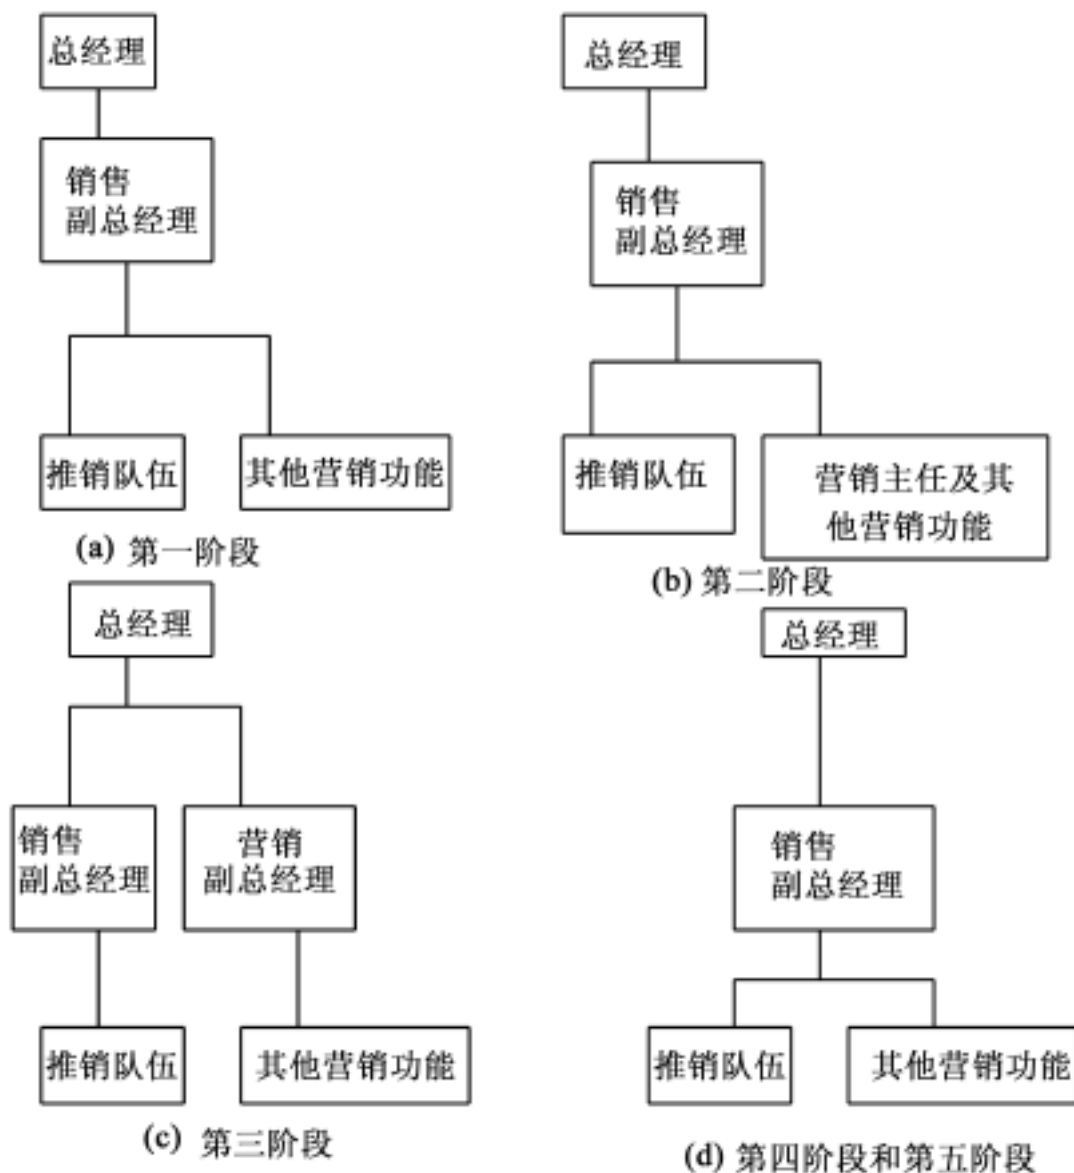 总经理
销售
副总经理
推销队伍
其他营销功能
(a) 第一阶段
总经理
销售
副总经理
推销队伍
营销主任及其
他营销功能
(b) 第二阶段
总经理
销售
副总经理
营销
副总经理
推销队伍
其他营销功能
(c) 第三阶段
总经理
销售
副总经理
推销队伍
其他营销功能
(d) 第四阶段和第五阶段